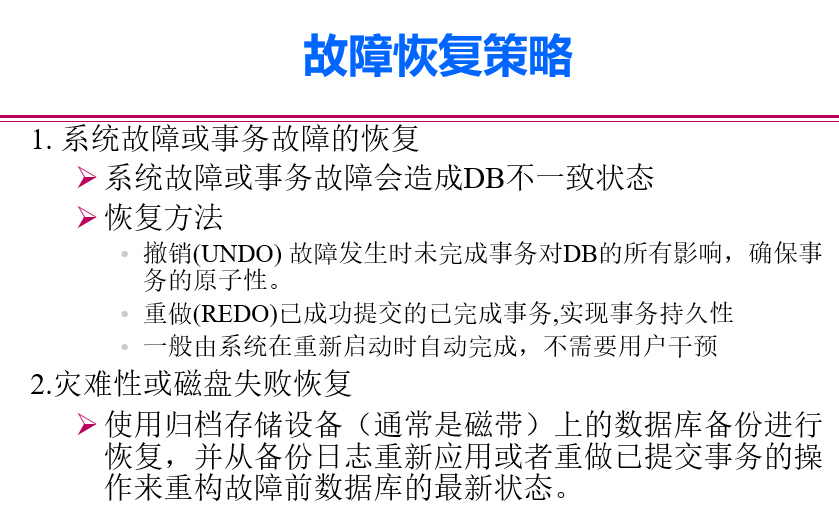 故障恢复策略
1. 系统故障或事务故障的恢复
系统故障或事务故障会造成DB不一致状态
恢复方法
撤销(UNDO) 故障发生时未完成事务对DB的所有影响，确保事
务的原子性。
重做(REDO)已成功提交的已完成事务,实现事务持久性
一般由系统在重新启动时自动完成，不需要用户干预
2.灾难性或磁盘失败恢复
使用归档存储设备（通常是磁带）上的数据库备份进行
恢复，并从备份日志重新应用或者重做已提交事务的操
作来重构故障前数据库的最新状态。